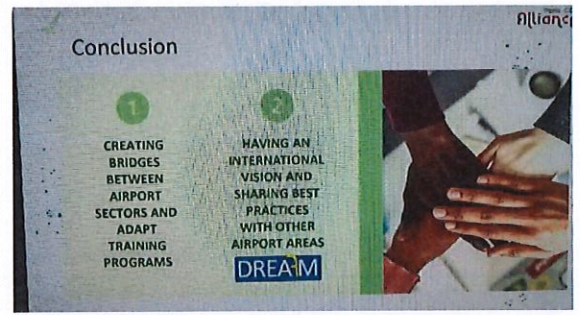 Alliance
Conclusion
1
CREATING
BRIDGES
BETWEEN
AIRPORT
SECTORS AND
ADAPT
TRAINING
PROGRAMS
2
HAVING AN
INTERNATIONAL
VISION AND
SHARING BEST
PRACTICES
WITH OTHER
AIRPORT AREAS
DREAM